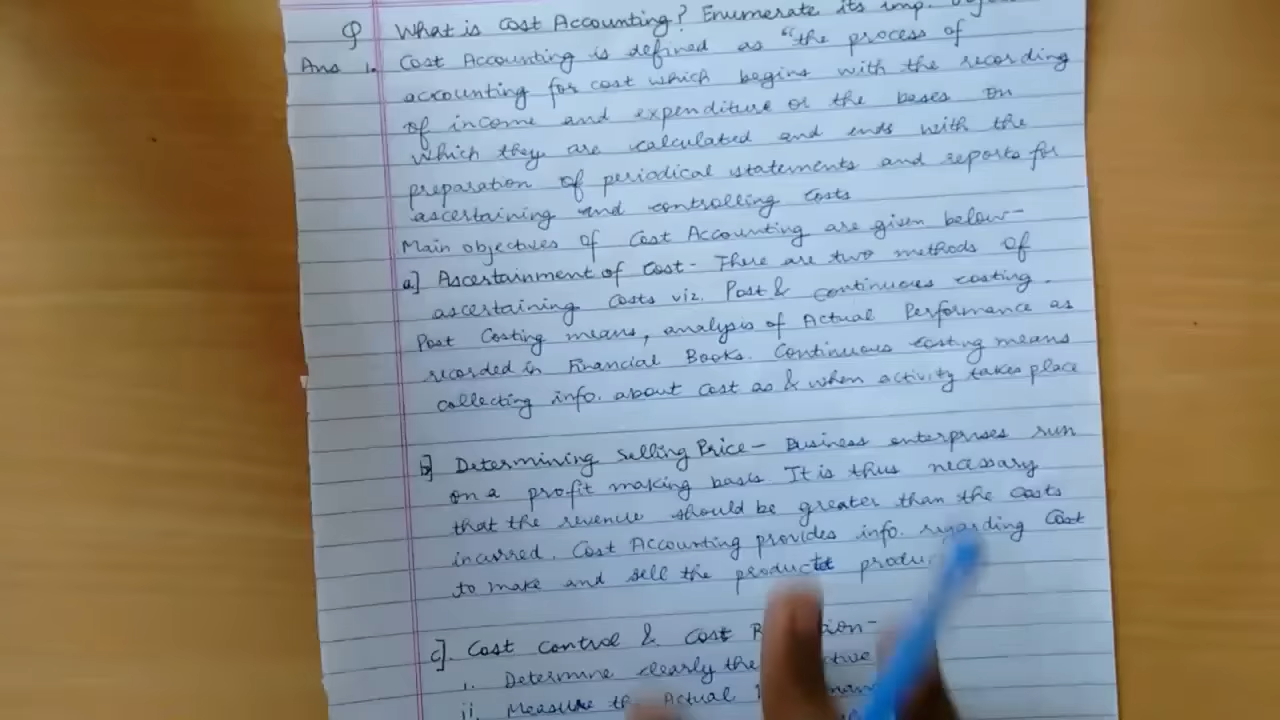 Q What is Cost Accounting? Enumerate its imp.
Ans 1. Cost Accounting is defined as "the process of
accounting for cost which begins with the recording
of income and expenditure or the bases on
which they are calculated and ends with the
preparation of periodical statements and reports for
ascertaining and controlling costs
Main objectives of Cost Accounting are given below-
a] Ascertainment of Cost - There are two methods of
ascertaining costs viz. Post & continuous costing.
Post Costing means, analysis of Actual Performance as
recorded in Financial Books. Continuous costing means
collecting info. about cost as & when activity takes place
b] Determining Selling Price - Business enterprises run
on a profit making basis. It is thus necessary
that the revenue should be greater than the costs
incurred. Cost Accounting provides info. regarding Cost
to make and sell the product
c]. Cost Control & Cost
i. Determine clearly the
ii. Measure the Actual